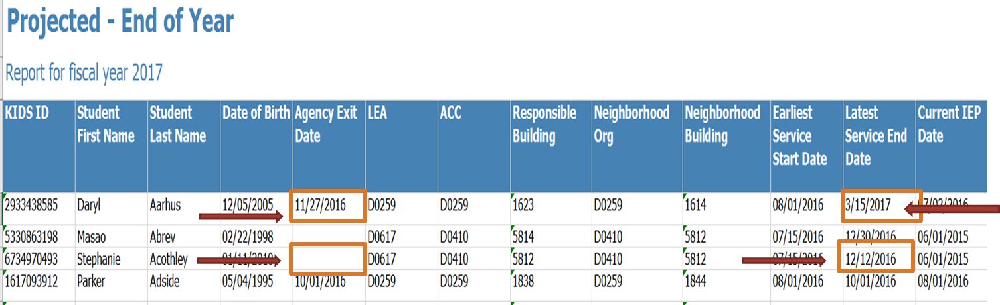 Projected - End of Year
Report for fiscal year 2017
KIDS ID Student First Name Student Last Name Date of Birth Agency Exit Date LEA ACC Responsible Building Neighborhood Org Neighborhood Building Earliest Service Start Date Latest Service End Date Current IEP Date
2933438585 Daryl Aarhus 12/05/2005 11/27/2016 D0259 D0259 1623 D0259 1614 08/01/2016 3/15/2017
5330863198 Masao Abrev 02/22/1998 D0617 D0410 5814 D0410 5812 07/15/2016 12/30/2016 06/01/2015
6734970493 Stephanie Acothley D0617 D0410 5812 D0410 5812 07/15/2016 12/12/2016 06/01/2015
1617093912 Parker Adside 05/04/1995 10/01/2016 D0259 D0259 1838 D0259 1844 08/01/2016 10/01/2016 08/01/2016